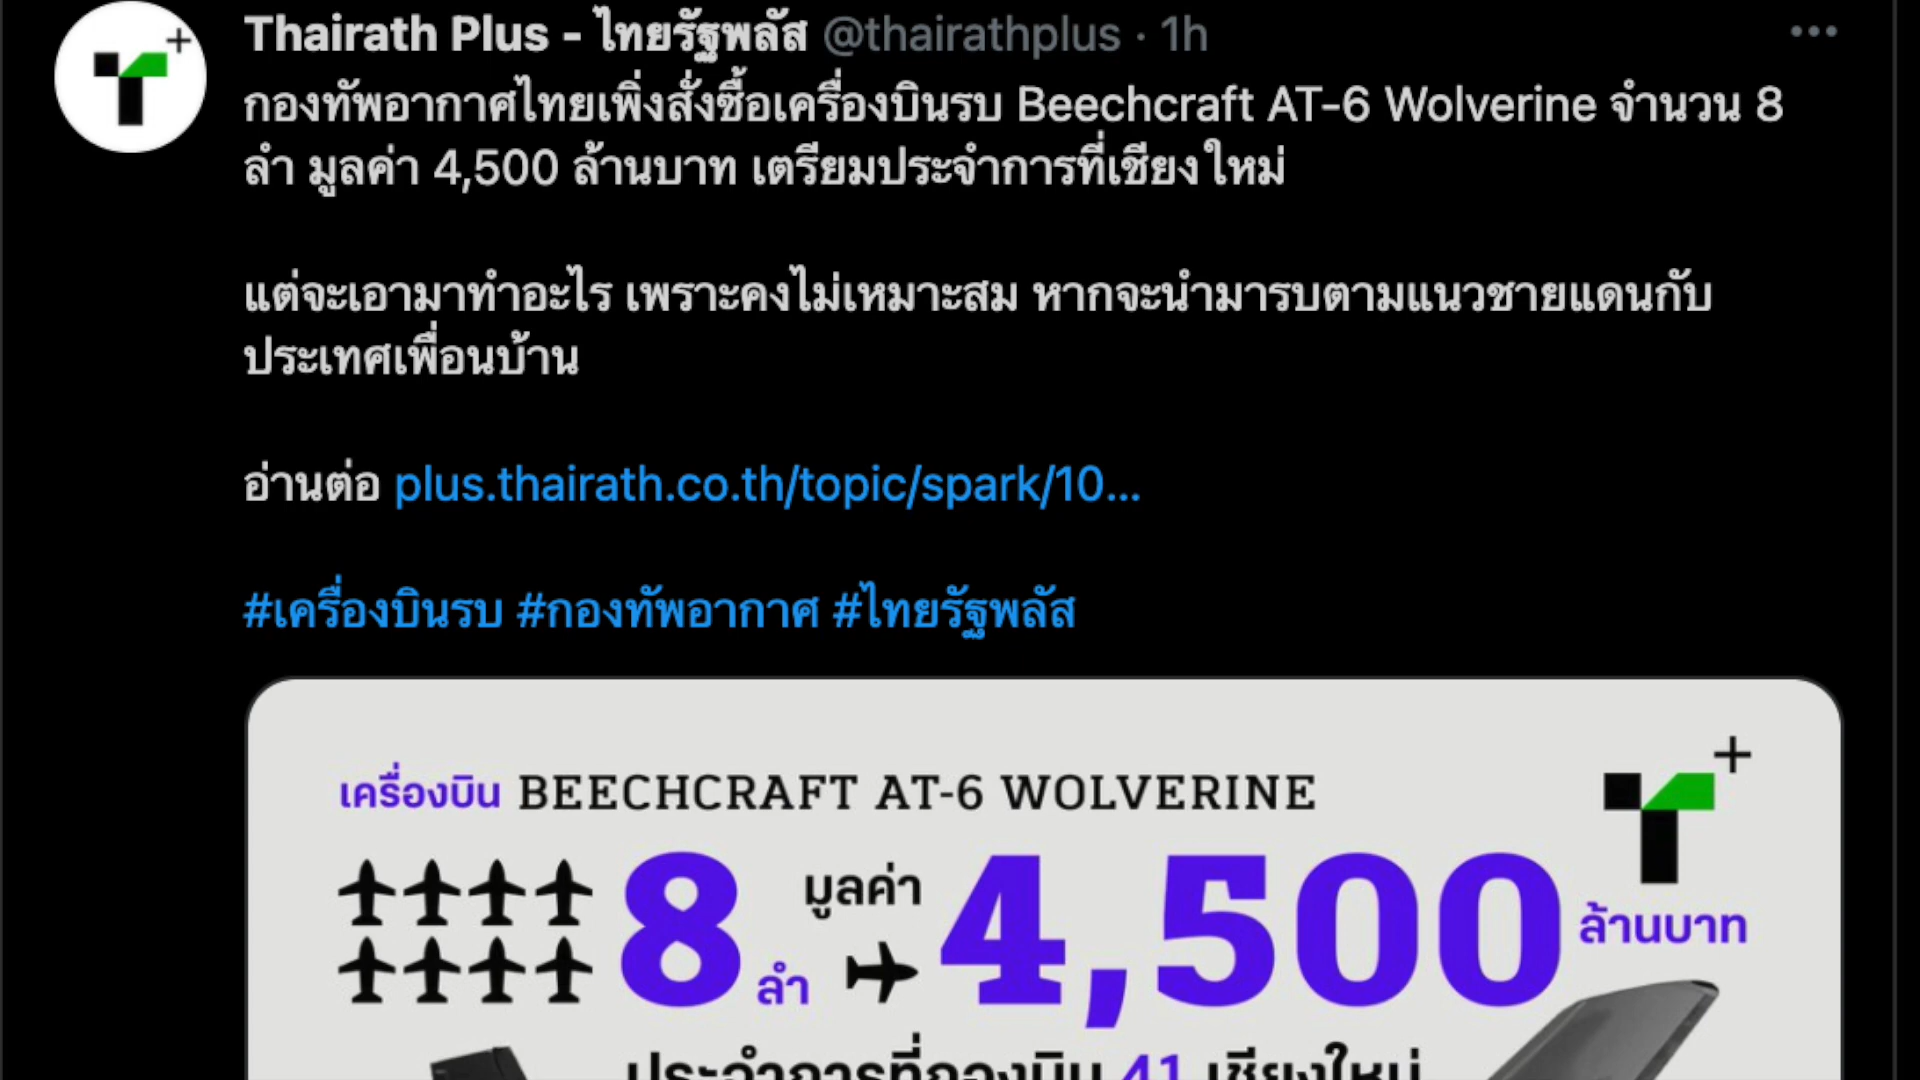 Thairath Plus - ไทยรัฐพลัส @thairathplus · 1h
กองทัพอากาศไทยเพิ่งสั่งซื้อเครื่องบินรบ Beechcraft AT-6 Wolverine จำนวน 8
ลำ มูลค่า 4,500 ล้านบาท เตรียมประจำการที่เชียงใหม่
แต่จะเอามาทำอะไร เพราะคงไม่เหมาะสม หากจะนำมารบตามแนวชายแดนกับ
ประเทศเพื่อนบ้าน
อ่านต่อ plus.thairath.co.th/topic/spark/10...
#เครื่องบินรบ #กองทัพอากาศ #ไทยรัฐพลัส
เครื่องบิน BEECHCRAFT AT-6 WOLVERINE
8 ลำ มูลค่า 4,500 ล้านบาท
ประจำการที่กองบิน 41 เชียงใหม่